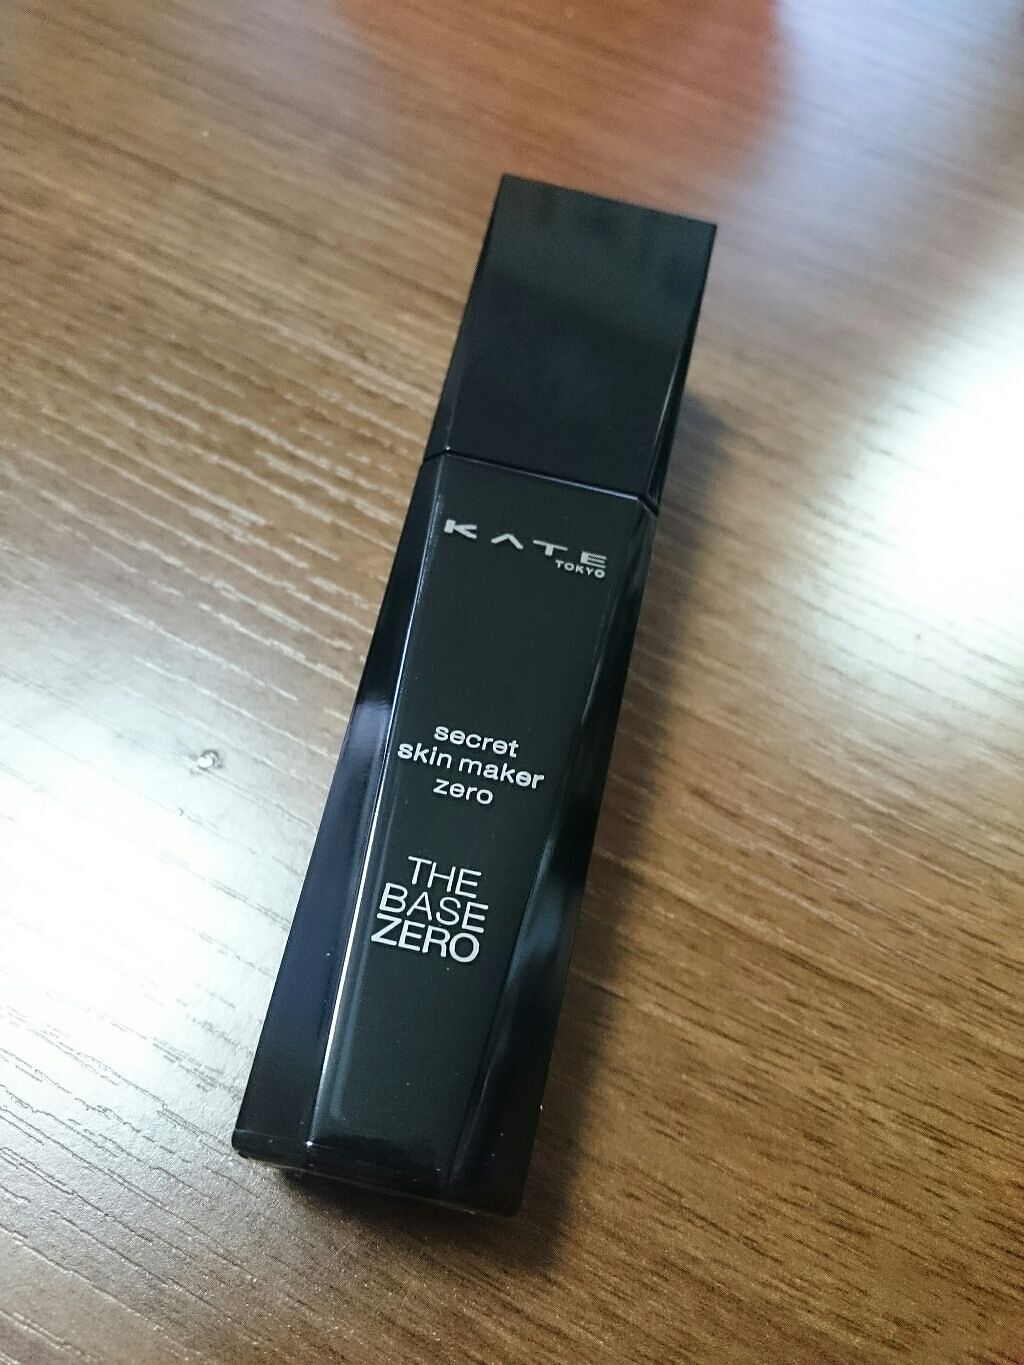 KATE
TOKYO
secret
skin maker
zero
THE
BASE
ZERO